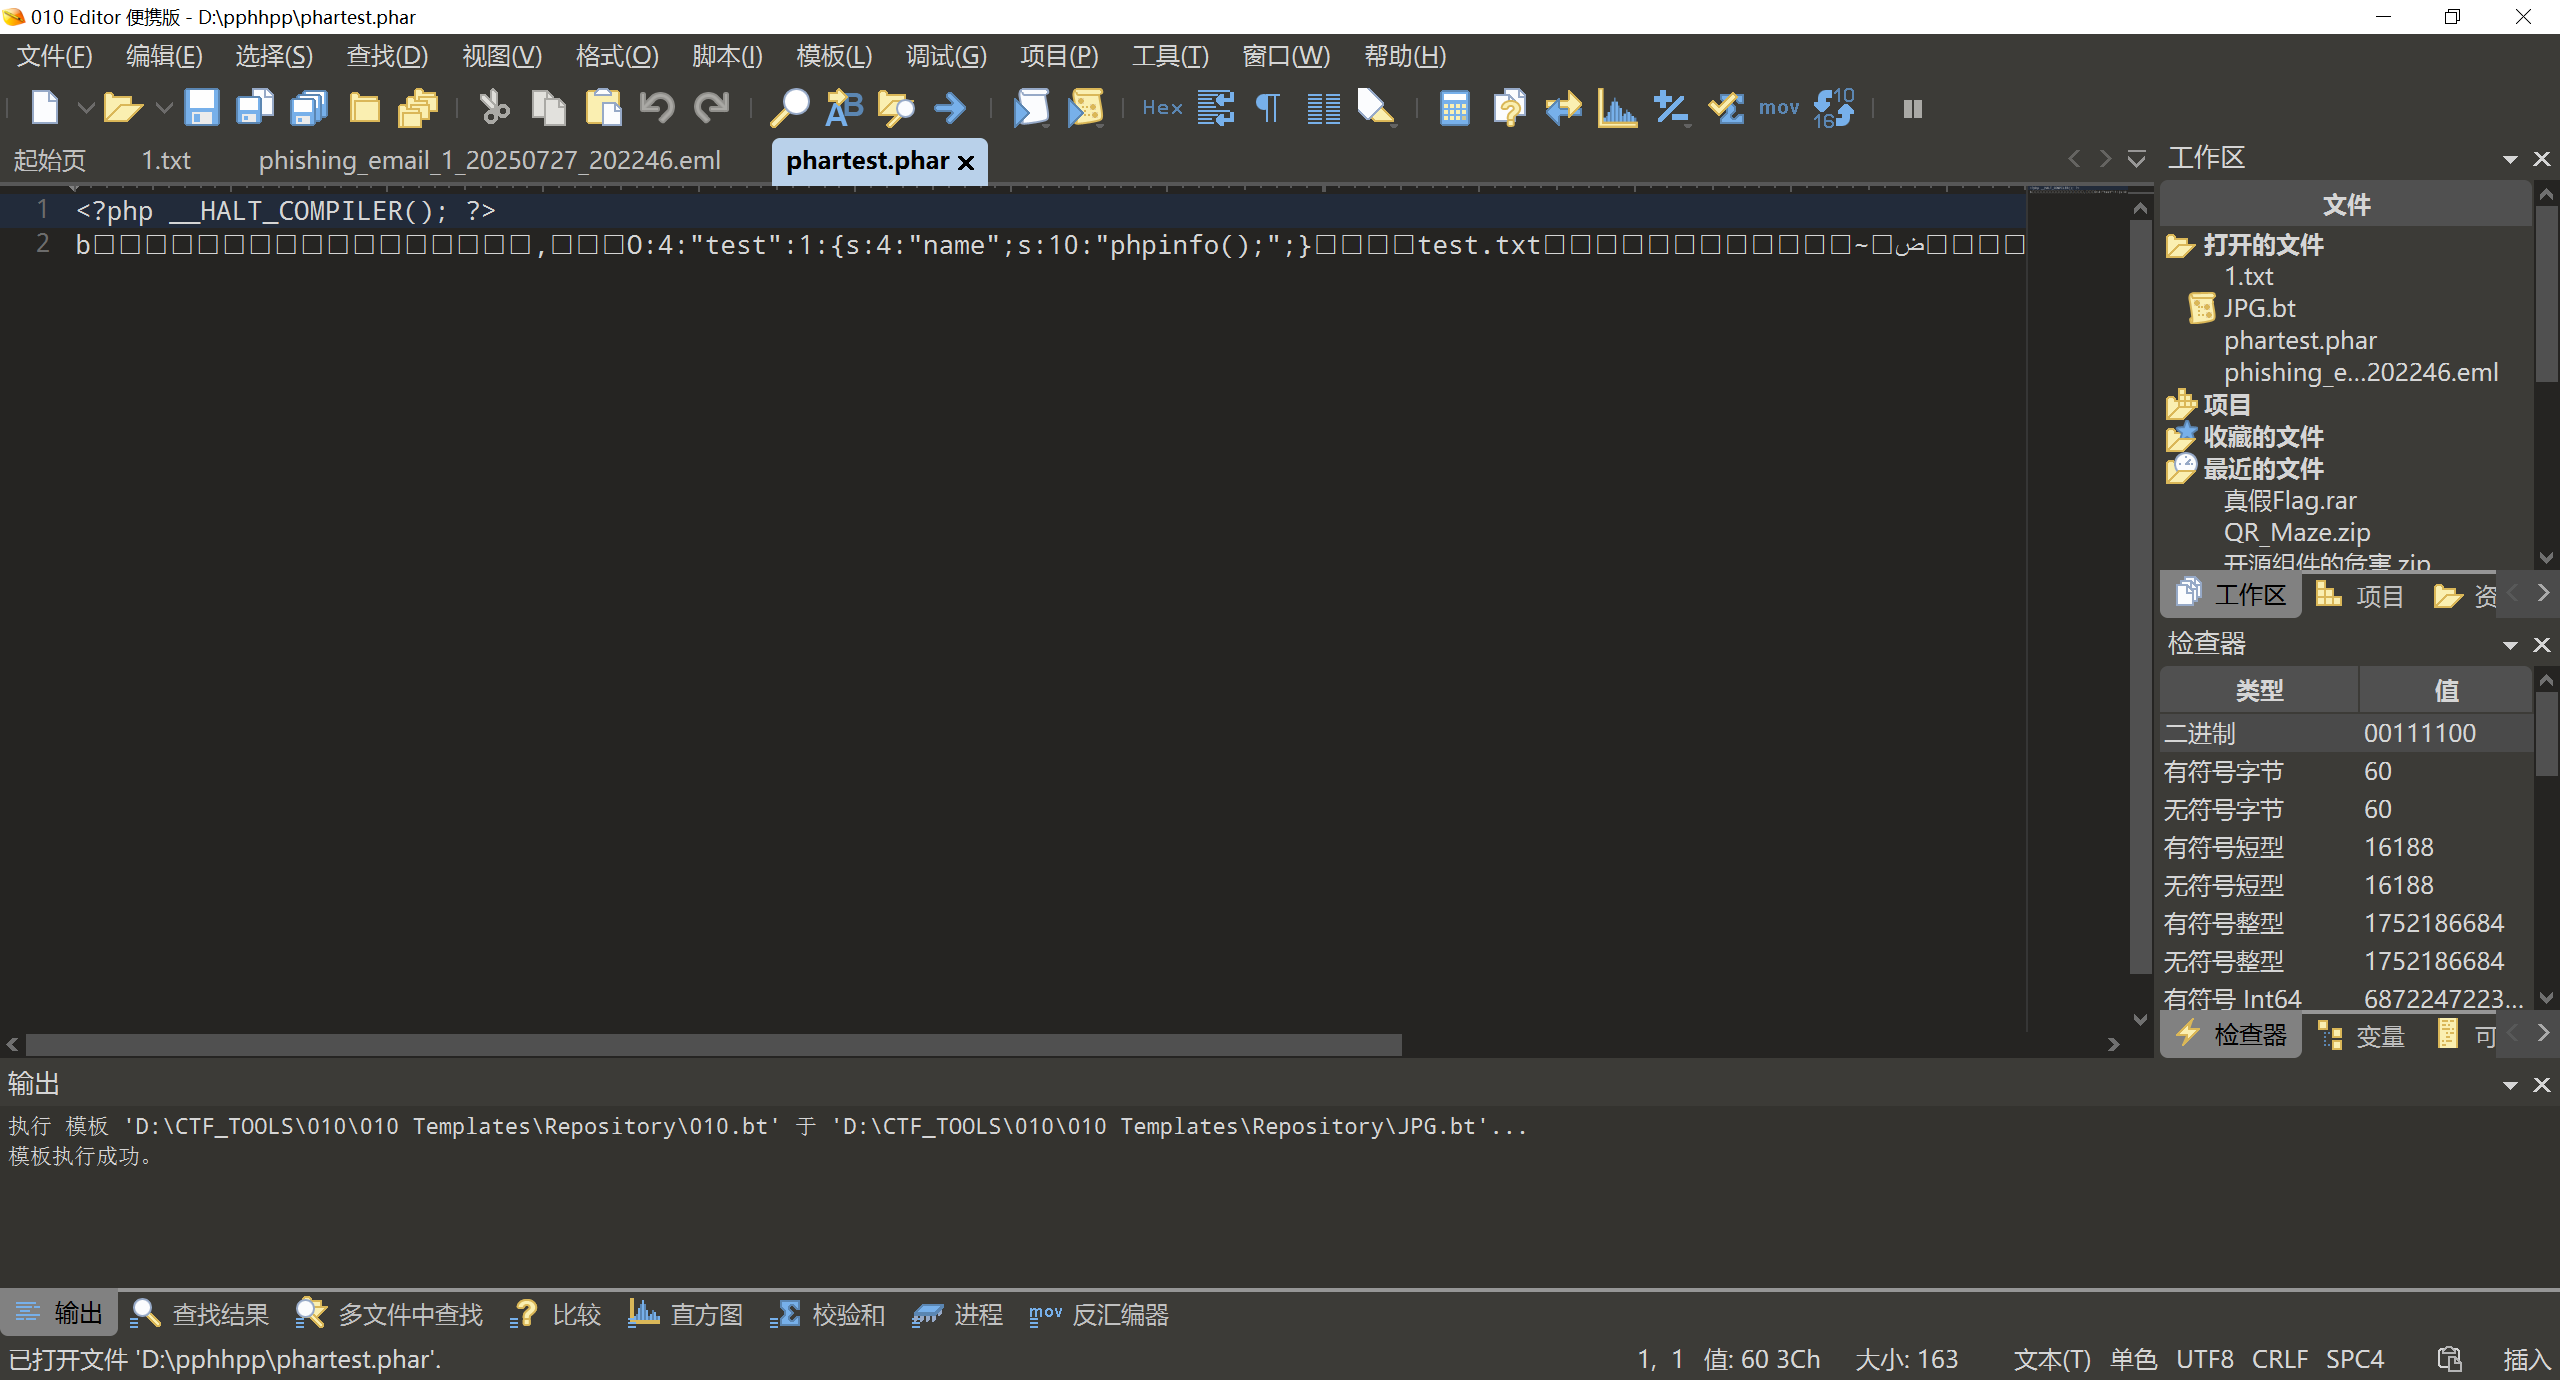 010 Editor 便携版 - D:\pphhpp\phartest.phar
文件(F) 编辑(E) 选择(S) 查找(D) 视图(V) 格式(O) 脚本(I) 模板(L) 调试(G) 项目(P) 工具(T) 窗口(W) 帮助(H)
Hex mov 10 16
起始页 1.txt phishing_email_1_20250727_202246.eml phartest.phar
1 <?php __HALT_COMPILER(); ?>
2 b□□□□□□□□□□□□□□□□□,□□□O:4:"test":1:{s:4:"name";s:10:"phpinfo();";}□□□□test.txt□□□□□□□□□□□□~□ض□□□□
工作区
文件
打开的文件
1.txt
JPG.bt
phartest.phar
phishing_e...202246.eml
项目
收藏的文件
最近的文件
真假Flag.rar
QR_Maze.zip
开源组件的危害.zip
工作区 项目 资
检查器
类型 值
二进制 00111100
有符号字节 60
无符号字节 60
有符号短型 16188
无符号短型 16188
有符号整型 1752186684
无符号整型 1752186684
有符号 Int64 6872247223...
检查器 变量 可
输出
执行 模板 'D:\CTF_TOOLS\010\010 Templates\Repository\010.bt' 于 'D:\CTF_TOOLS\010\010 Templates\Repository\JPG.bt'...
模板执行成功。
输出 查找结果 多文件中查找 比较 直方图 校验和 进程 mov 反汇编器
已打开文件 'D:\pphhpp\phartest.phar'. 1, 1 值: 60 3Ch 大小: 163 文本(T) 单色 UTF8 CRLF SPC4 插入